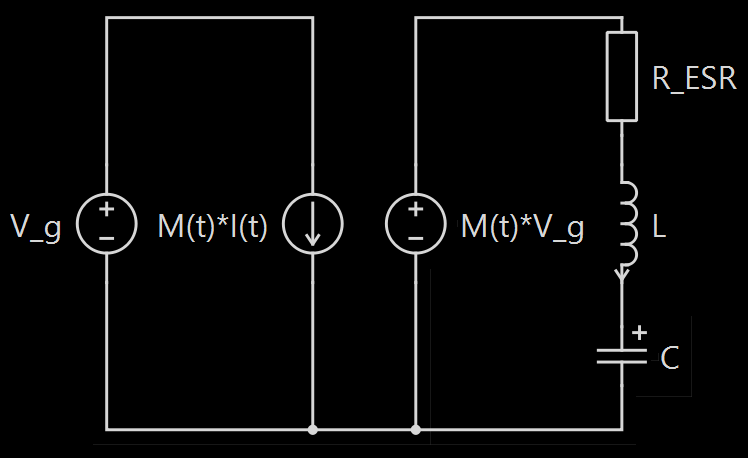 R_ESR
V_g
M(t)*I(t)
M(t)*V_g
L
C